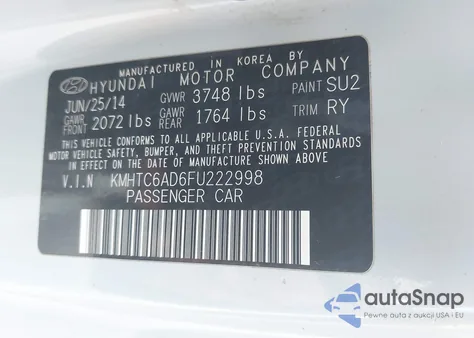 MANUFACTURED IN KOREA BY
HYUNDAI MOTOR COMPANY
JUN/25/14 GVWR 3748 lbs PAINT SU2
GAWR FRONT 2072 lbs GAWR REAR 1764 lbs TRIM RY
THIS VEHICLE CONFORMS TO ALL APPLICABLE U.S.A. FEDERAL
MOTOR VEHICLE SAFETY, BUMPER, AND THEFT PREVENTION STANDARDS
IN EFFECT ON THE DATE OF MANUFACTURE SHOWN ABOVE.
V.I.N KMHTC6AD6FU222998
PASSENGER CAR
autoSnap
Pewne auta z aukcji USA i EU